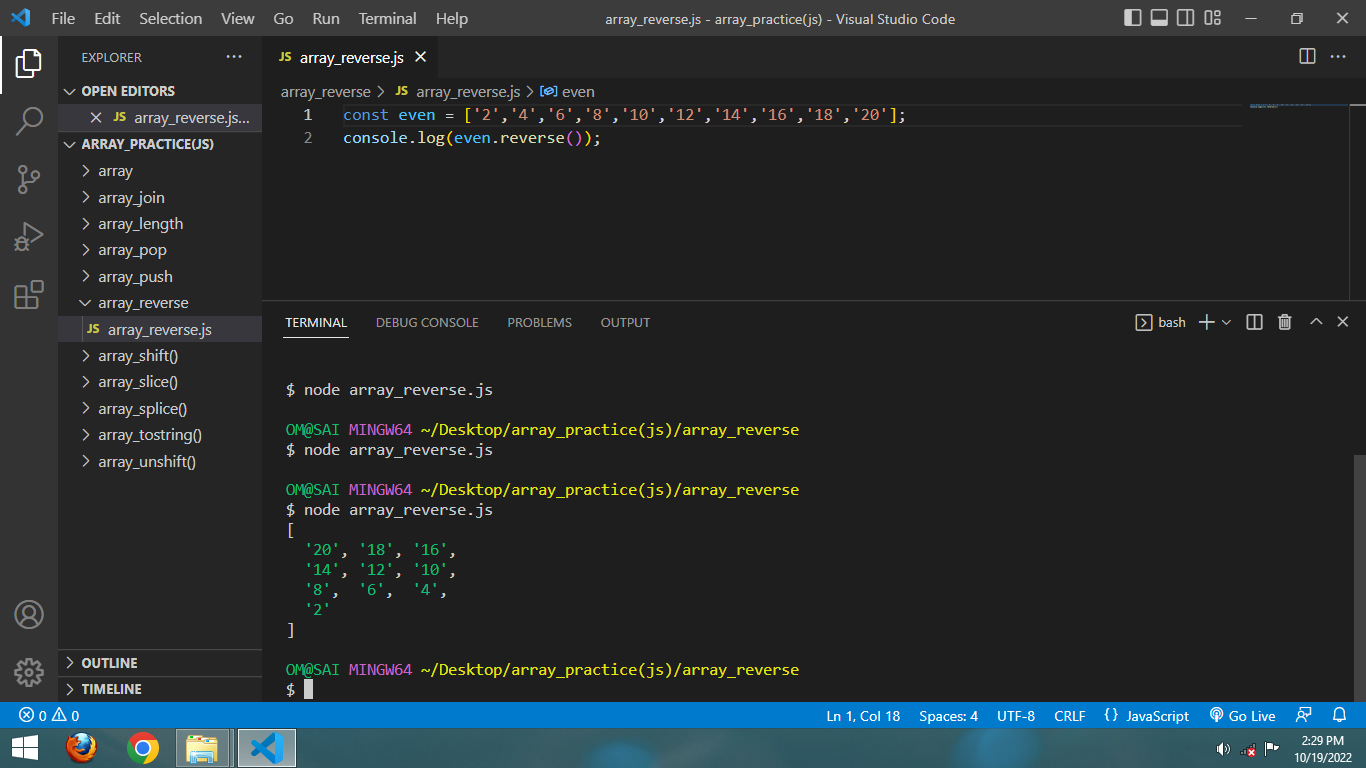 File Edit Selection View Go Run Terminal Help array_reverse.js - array_practice(js) - Visual Studio Code
EXPLORER
OPEN EDITORS
JS array_reverse.js...
ARRAY_PRACTICE(JS)
array
array_join
array_length
array_pop
array_push
array_reverse
JS array_reverse.js
array_shift()
array_slice()
array_splice()
array_tostring()
array_unshift()
OUTLINE
TIMELINE
JS array_reverse.js
array_reverse > JS array_reverse.js > even
1 const even = ['2','4','6','8','10','12','14','16','18','20'];
2 console.log(even.reverse());
TERMINAL DEBUG CONSOLE PROBLEMS OUTPUT bash
$ node array_reverse.js
OM@SAI MINGW64 ~/Desktop/array_practice(js)/array_reverse
$ node array_reverse.js
OM@SAI MINGW64 ~/Desktop/array_practice(js)/array_reverse
$ node array_reverse.js
[
'20', '18', '16',
'14', '12', '10',
'8', '6', '4',
'2'
]
OM@SAI MINGW64 ~/Desktop/array_practice(js)/array_reverse
$
0 0 Ln 1, Col 18 Spaces: 4 UTF-8 CRLF {} JavaScript Go Live
2:29 PM
10/19/2022